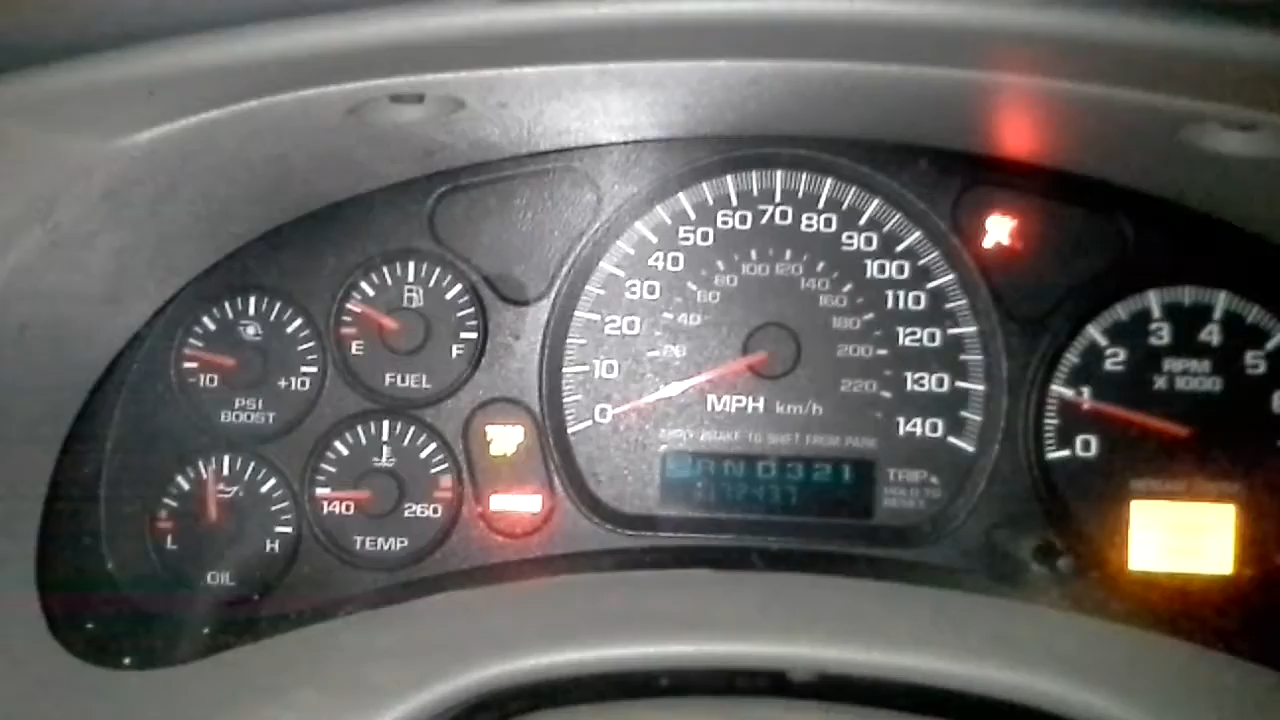 60 70 80
50 90
40 100 120 100
80 140
30 60 160 110
20 40 180 120
10 20 200 130
0 220 140
MPH km/h
BRAKE TO SHIFT FROM PARK
RND321
TRIP
HOLD TO
RESET
-10 +10
PSI
BOOST
E F
FUEL
L H
OIL
140 260
TEMP
0 1 2 3 4 5
RPM
X 1000